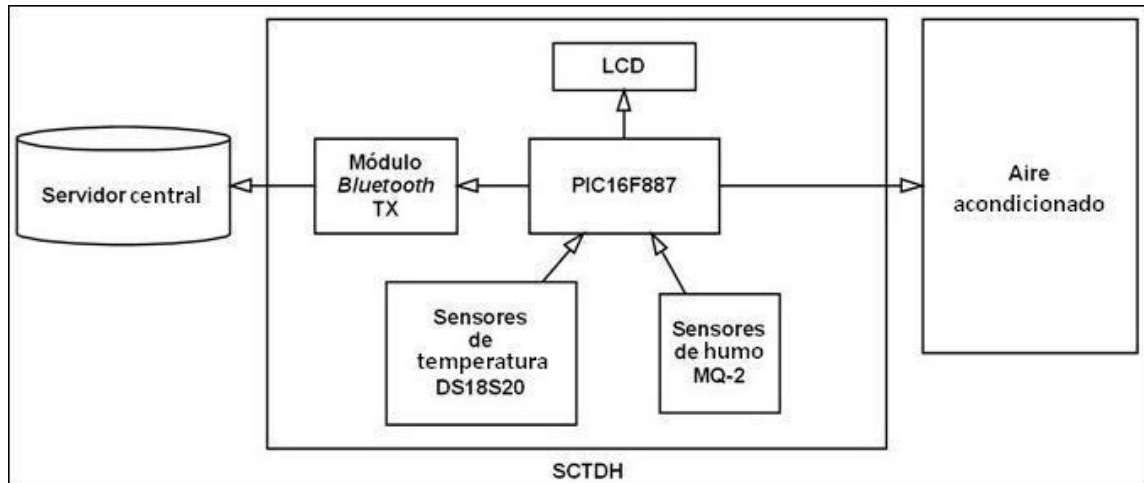 LCD
Servidor central
Módulo
Bluetooth
TX
PIC16F887
Aire
acondicionado
Sensores
de
temperatura
DS18S20
Sensores
de humo
MQ-2
SCTDH